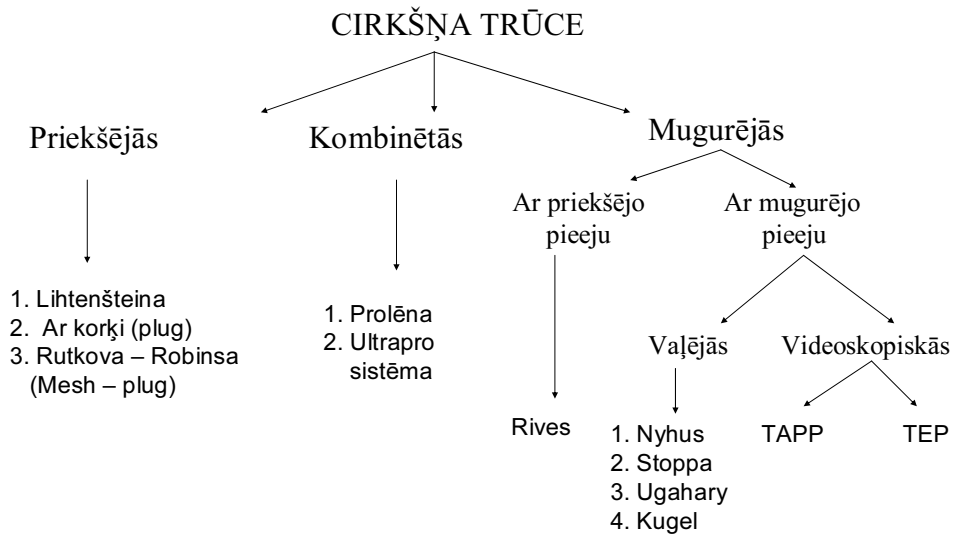 CIRKŠŅA TRŪCE
Priekšējās
Kombinētās
Mugurējās
Ar priekšējo
pieeju
Ar mugurējo
pieeju
1. Lihtenšteina
2. Ar korķi (plug)
3. Rutkova – Robinsa
(Mesh – plug)
1. Prolēna
2. Ultrapro
sistēma
Vaļējās
Videoskopiskās
Rives
1. Nyhus
2. Stoppa
3. Ugahary
4. Kugel
TAPP
TEP